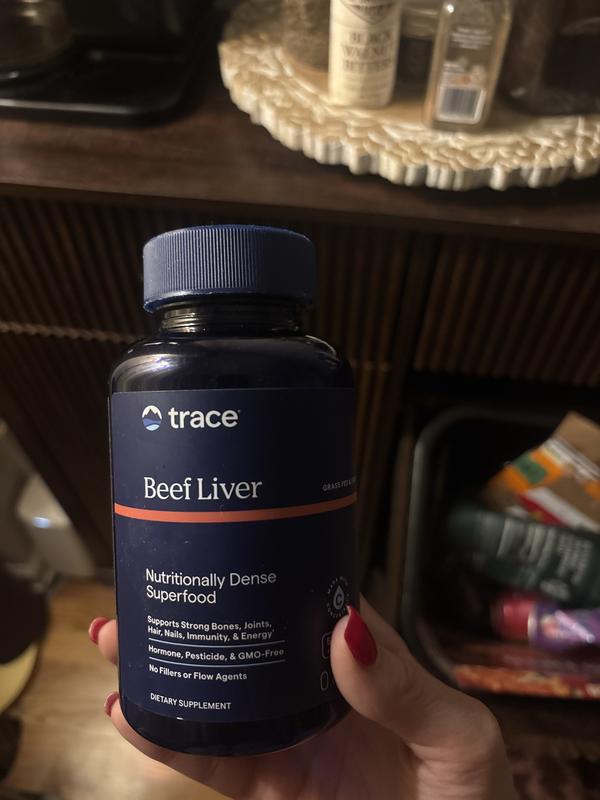 BLACK
WALNUT
BITTERS
trace
Beef Liver
GRASS FED &
Nutritionally Dense
Superfood
Supports Strong Bones, Joints,
Hair, Nails, Immunity, & Energy*
Hormone, Pesticide, & GMO-Free
No Fillers or Flow Agents
DIETARY SUPPLEMENT